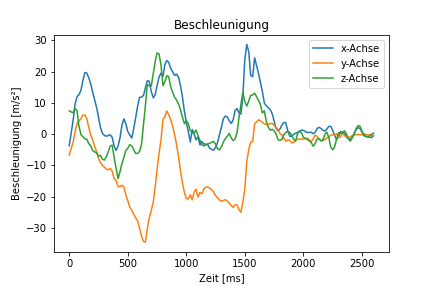 Beschleunigung
Beschleunigung [m/s²]
30
20
10
0
−10
−20
−30
x-Achse
y-Achse
z-Achse
0
500
1000
1500
2000
2500
Zeit [ms]